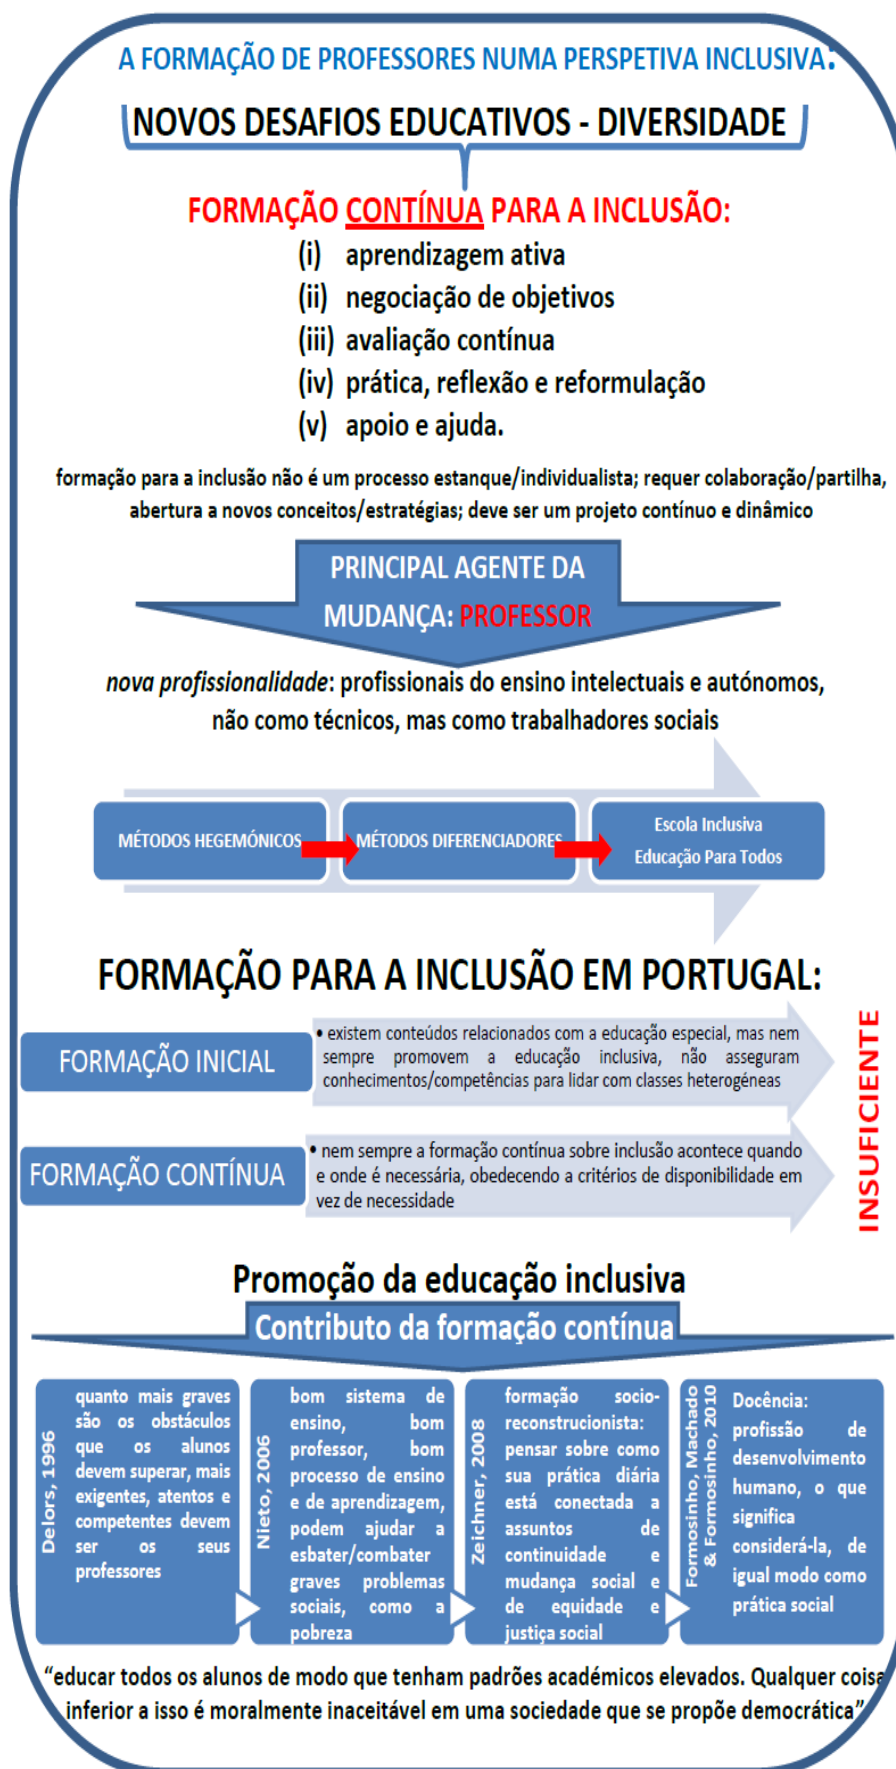 A FORMAÇÃO DE PROFESSORES NUMA PERSPETIVA INCLUSIVA:
NOVOS DESAFIOS EDUCATIVOS - DIVERSIDADE
FORMAÇÃO CONTÍNUA PARA A INCLUSÃO:
(i) aprendizagem ativa
(ii) negociação de objetivos
(iii) avaliação contínua
(iv) prática, reflexão e reformulação
(v) apoio e ajuda.
formação para a inclusão não é um processo estanque/individualista; requer colaboração/partilha,
abertura a novos conceitos/estratégias; deve ser um projeto contínuo e dinâmico
PRINCIPAL AGENTE DA
MUDANÇA: PROFESSOR
nova profissionalidade: profissionais do ensino intelectuais e autónomos,
não como técnicos, mas como trabalhadores sociais
MÉTODOS HEGEMÓNICOS
MÉTODOS DIFERENCIADORES
Escola Inclusiva
Educação Para Todos
FORMAÇÃO PARA A INCLUSÃO EM PORTUGAL:
FORMAÇÃO INICIAL
• existem conteúdos relacionados com a educação especial, mas nem
sempre promovem a educação inclusiva, não asseguram
conhecimentos/competências para lidar com classes heterogéneas
FORMAÇÃO CONTÍNUA
• nem sempre a formação contínua sobre inclusão acontece quando
e onde é necessária, obedecendo a critérios de disponibilidade em
vez de necessidade
INSUFICIENTE
Promoção da educação inclusiva
Contributo da formação contínua
Delors, 1996
quanto mais graves
são os obstáculos
que os alunos
devem superar, mais
exigentes, atentos e
competentes devem
ser os seus
professores
Nieto, 2006
bom sistema de
ensino, bom
professor, bom
processo de ensino
e de aprendizagem,
podem ajudar a
esbater/combater
graves problemas
sociais, como a
pobreza
Zeichner, 2008
formação socio-
reconstrucionista:
pensar sobre como
sua prática diária
está conectada a
assuntos de
continuidade e
mudança social e
de equidade e
justiça social
Formosinho, Machado
& Formosinho, 2010
Docência:
profissão de
desenvolvimento
humano, o que
significa
considerá-la, de
igual modo como
prática social
“educar todos os alunos de modo que tenham padrões académicos elevados. Qualquer coisa
inferior a isso é moralmente inaceitável em uma sociedade que se propõe democrática”